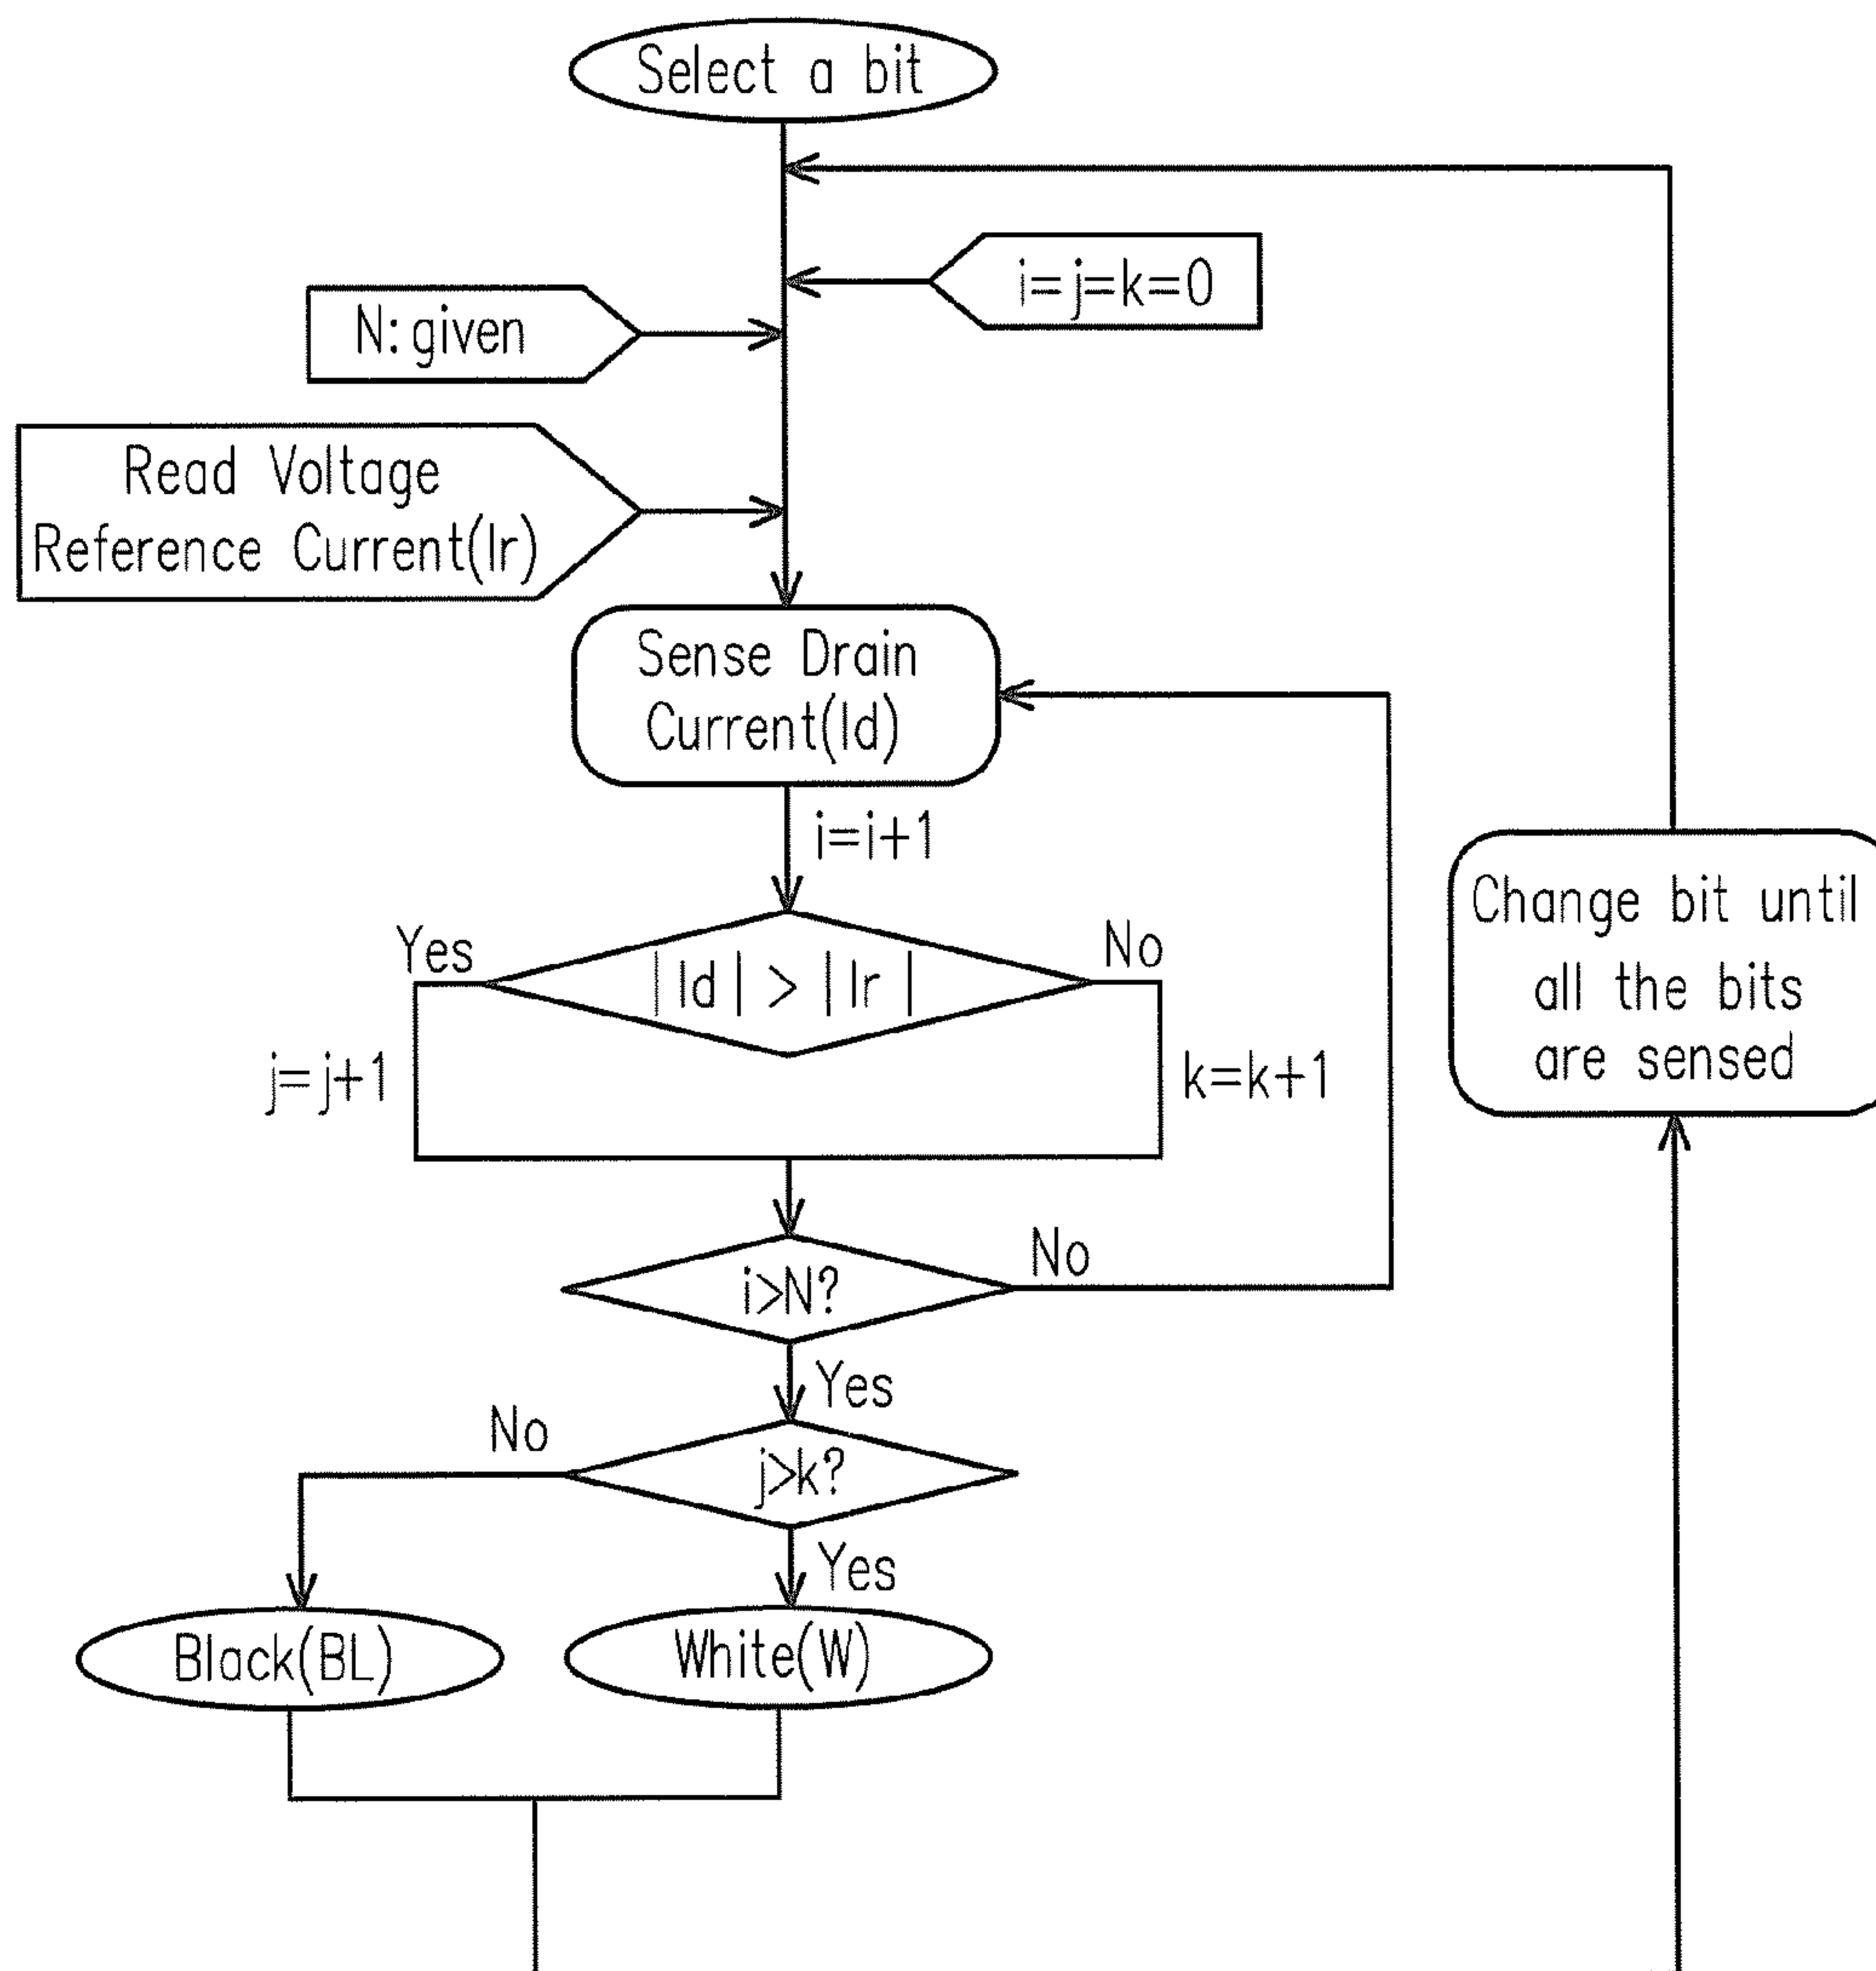 Select a bit
i=j=k=0
N:given
Read Voltage
Reference Current(Ir)
Sense Drain
Current(Id)
i=i+1
Yes
|Id| > |Ir|
No
j=j+1
k=k+1
Change bit until
all the bits
are sensed
i>N?
No
Yes
No
j>k?
Yes
Black(BL)
White(W)